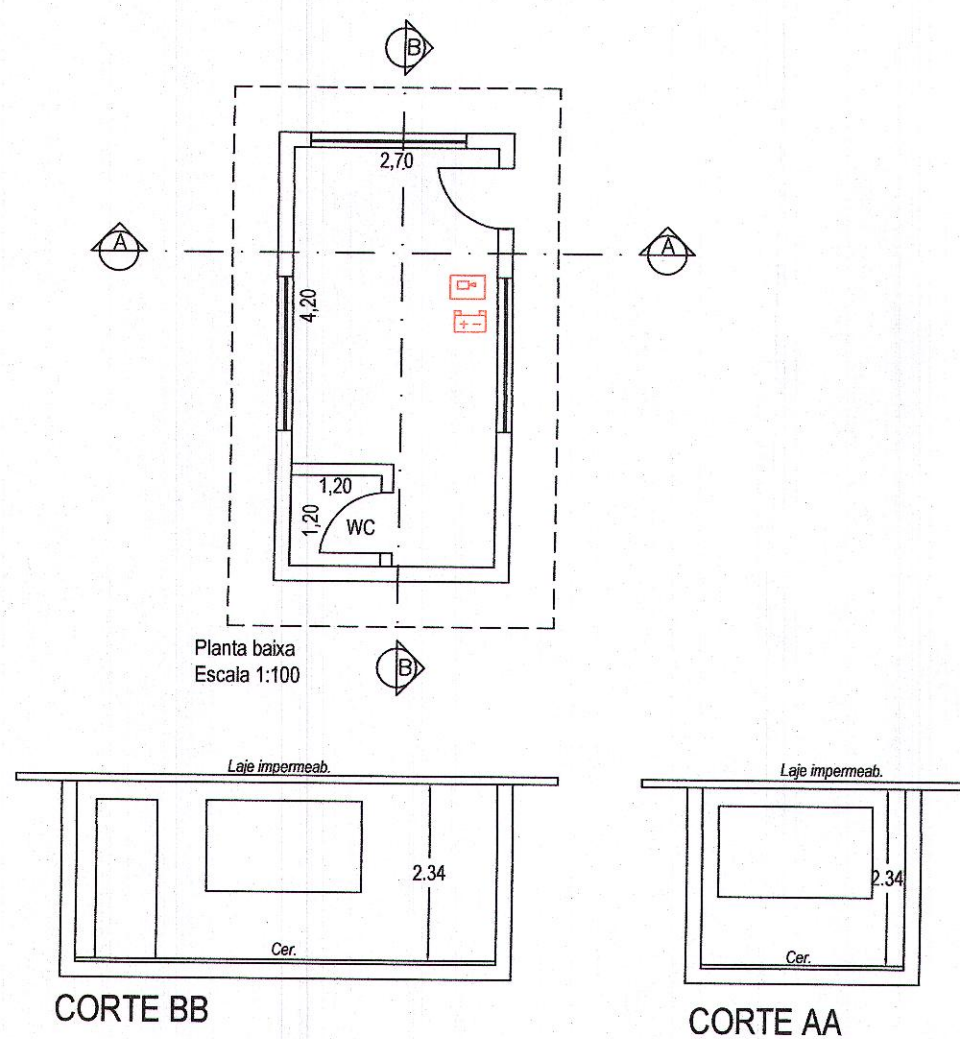 B
2,70
A
A
4,20
+ -
1,20
1,20
WC
Planta baixa
Escala 1:100
B
Laje impermeab.
2.34
Cer.
CORTE BB
Laje impermeab.
2.34
Cer.
CORTE AA